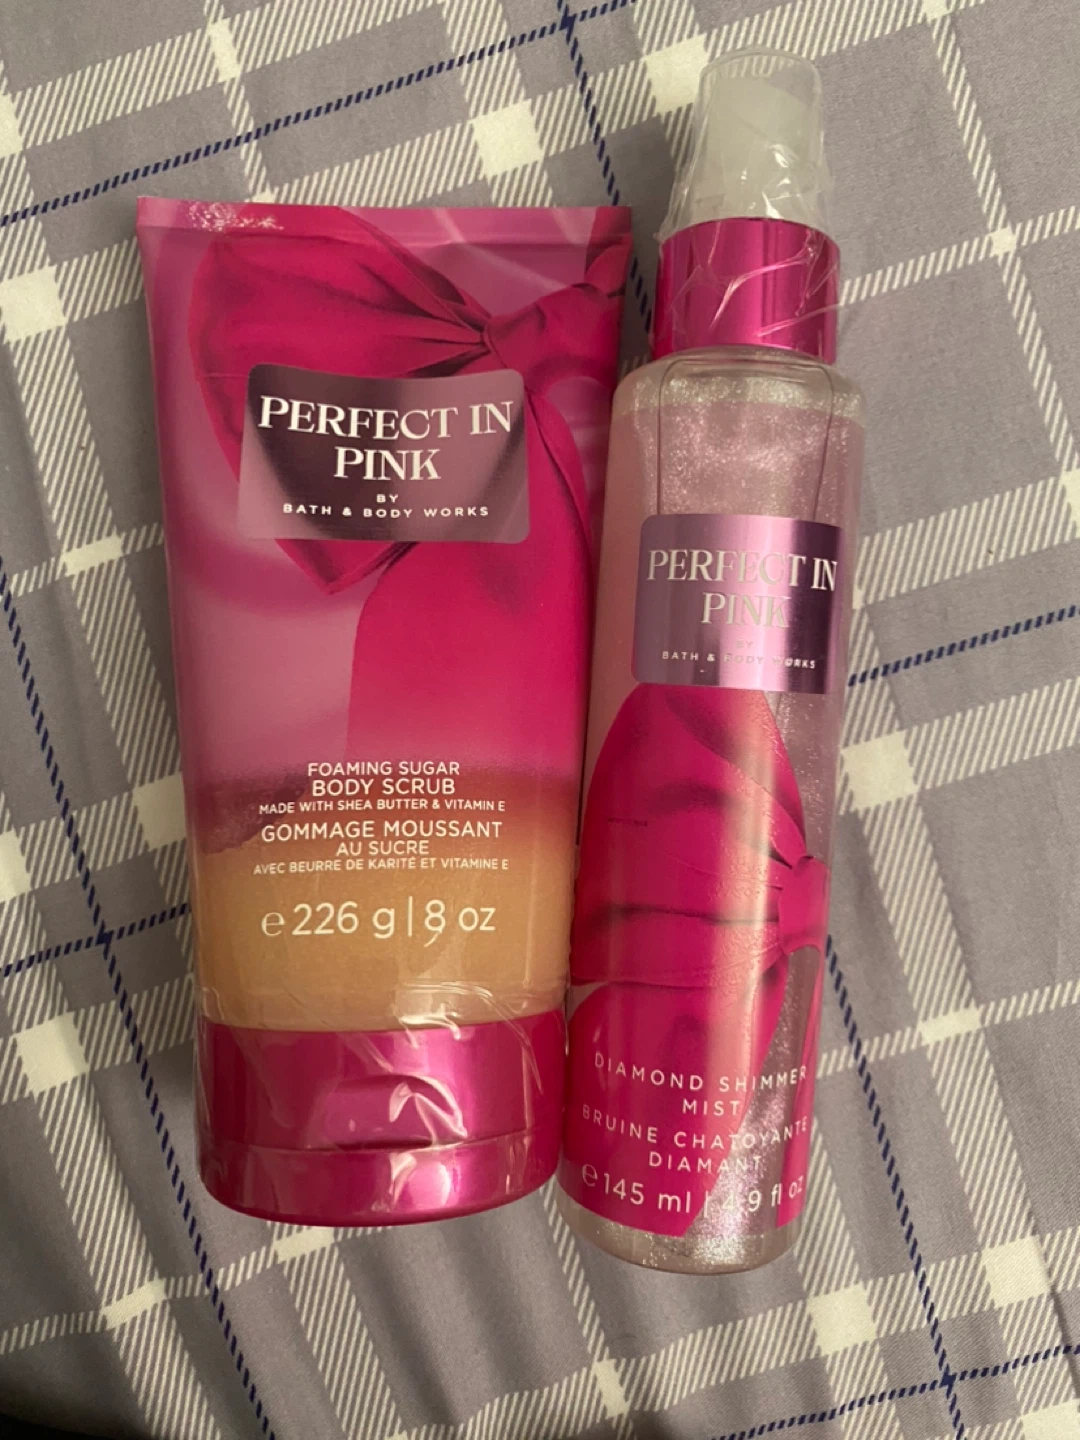 PERFECT IN
PINK
BY
BATH & BODY WORKS
FOAMING SUGAR
BODY SCRUB
MADE WITH SHEA BUTTER & VITAMIN E
GOMMAGE MOUSSANT
AU SUCRE
AVEC BEURRE DE KARITÉ ET VITAMINE E
e 226 g | 8 oz
PERFECT IN
PINK
BY
BATH & BODY WORKS
DIAMOND SHIMMER
MIST
BRUINE CHATOYANTE
DIAMANT
e 145 ml | 4.9 fl oz